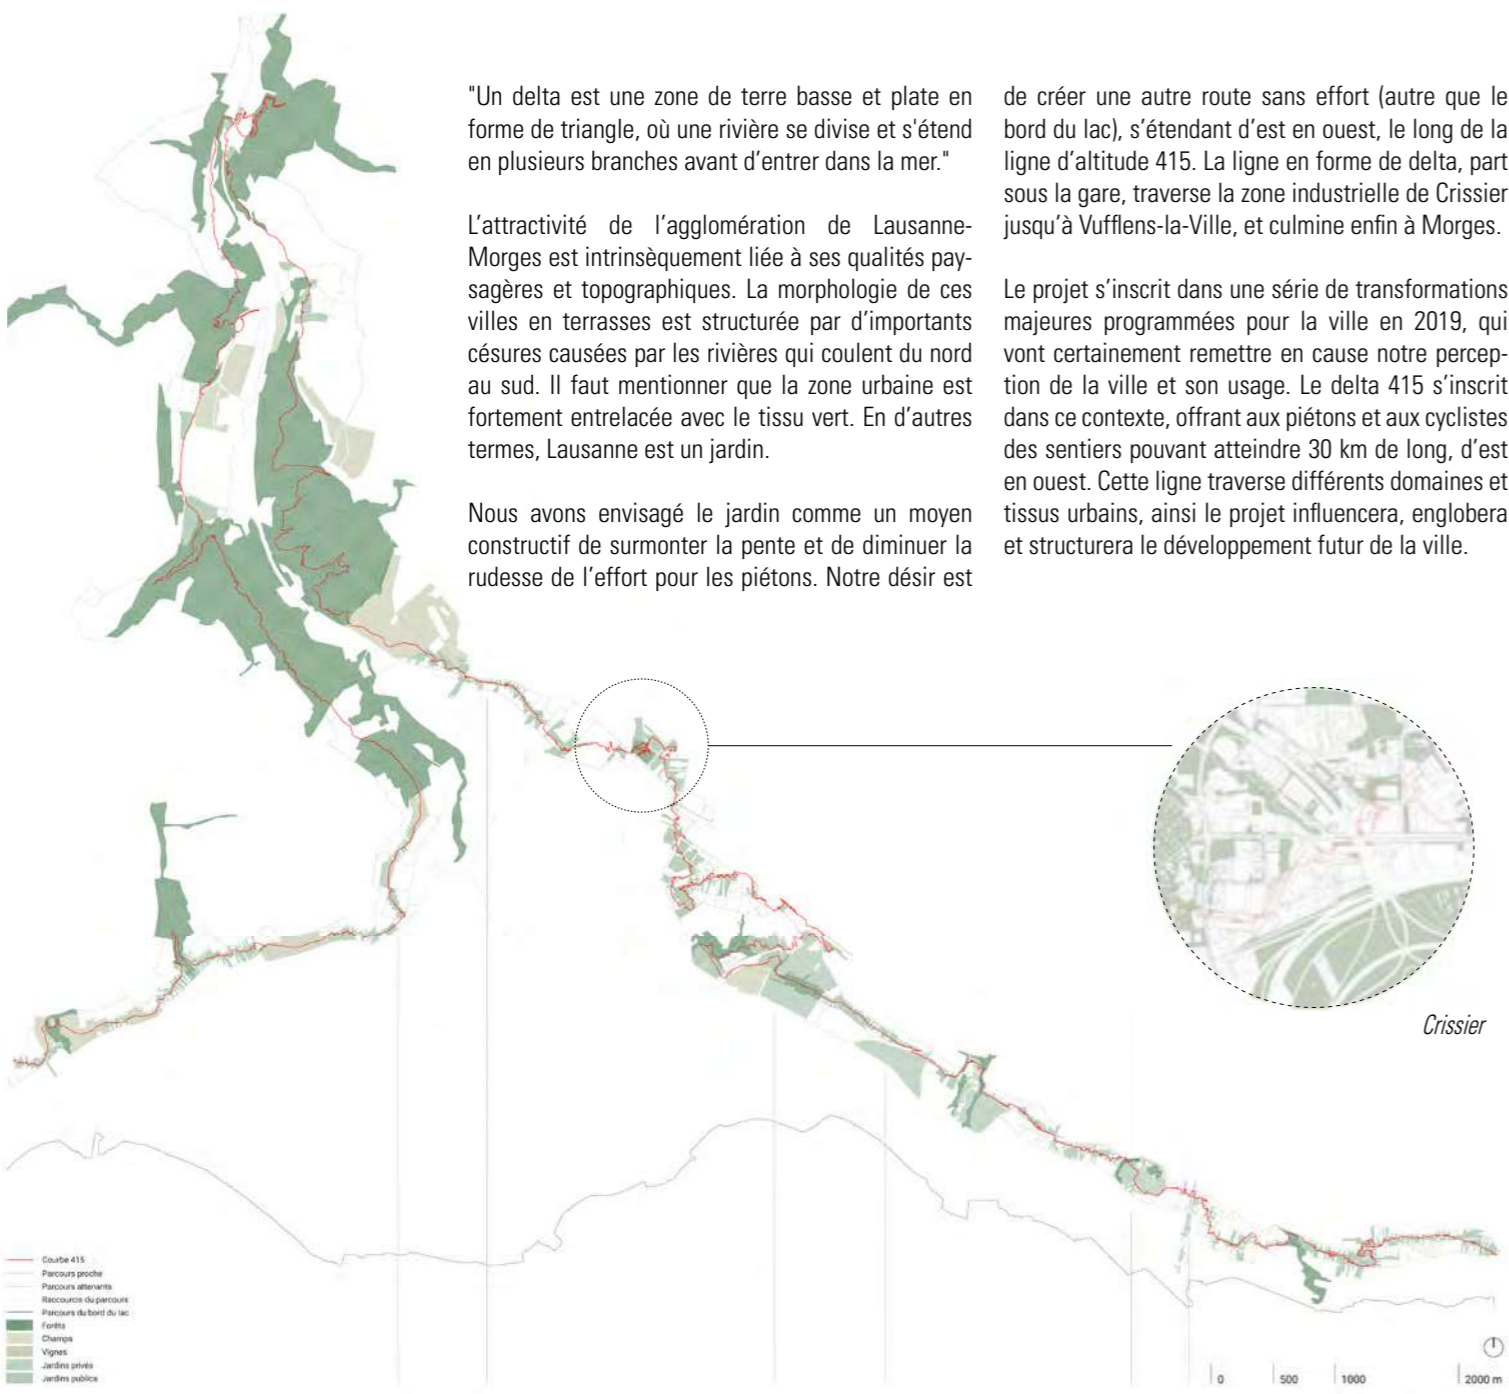 "Un delta est une zone de terre basse et plate en
forme de triangle, où une rivière se divise et s'étend
en plusieurs branches avant d’entrer dans la mer."
L’attractivité de l’agglomération de Lausanne-
Morges est intrinsèquement liée à ses qualités pay-
sagères et topographiques. La morphologie de ces
villes en terrasses est structurée par d’importants
césures causées par les rivières qui coulent du nord
au sud. Il faut mentionner que la zone urbaine est
fortement entrelacée avec le tissu vert. En d’autres
termes, Lausanne est un jardin.
Nous avons envisagé le jardin comme un moyen
constructif de surmonter la pente et de diminuer la
rudesse de l’effort pour les piétons. Notre désir est
de créer une autre route sans effort (autre que le
bord du lac), s’étendant d’est en ouest, le long de la
ligne d’altitude 415. La ligne en forme de delta, part
sous la gare, traverse la zone industrielle de Crissier
jusqu’à Vufflens-la-Ville, et culmine enfin à Morges.
Le projet s’inscrit dans une série de transformations
majeures programmées pour la ville en 2019, qui
vont certainement remettre en cause notre percep-
tion de la ville et son usage. Le delta 415 s’inscrit
dans ce contexte, offrant aux piétons et aux cyclistes
des sentiers pouvant atteindre 30 km de long, d’est
en ouest. Cette ligne traverse différents domaines et
tissus urbains, ainsi le projet influencera, englobera
et structurera le développement futur de la ville.
Crissier
Courbe 415
Parcours proche
Parcours attenants
Raccourcis du parcours
Parcours du bord du lac
Forêts
Champs
Vignes
Jardins privés
Jardins publics
0 500 1000 2000 m